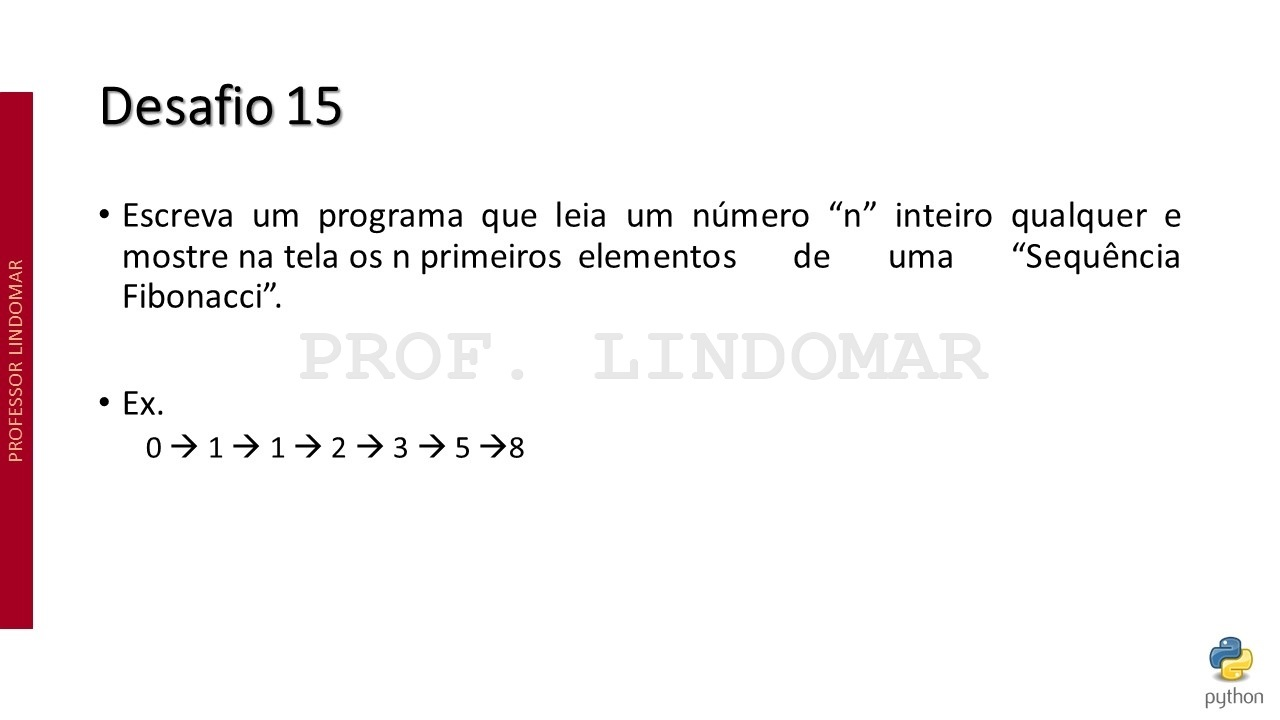 Desafio 15
• Escreva um programa que leia um número “n” inteiro qualquer e
mostre na tela os n primeiros elementos de uma “Sequência
Fibonacci”.
PROF. LINDOMAR
• Ex.
0 → 1 → 1 → 2 → 3 → 5 →8
PROFESSOR LINDOMAR
python